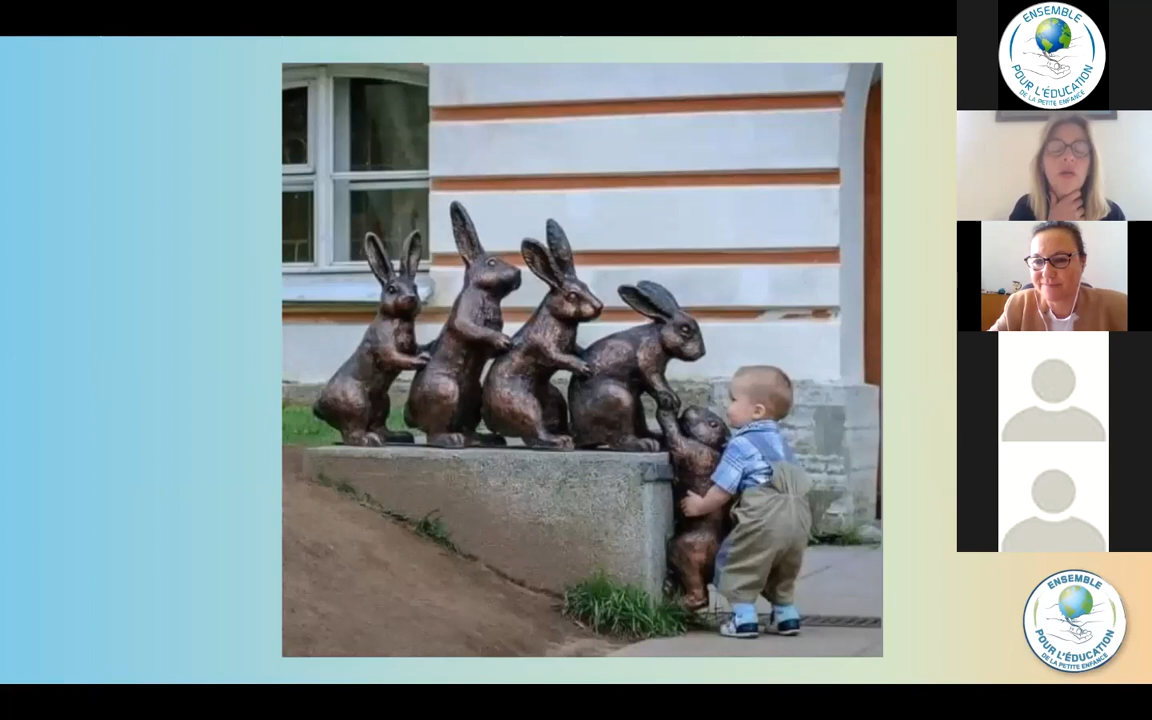 ENSEMBLE
POUR L'ÉDUCATION
DE LA PETITE ENFANCE
ENSEMBLE
POUR L'ÉDUCATION
DE LA PETITE ENFANCE